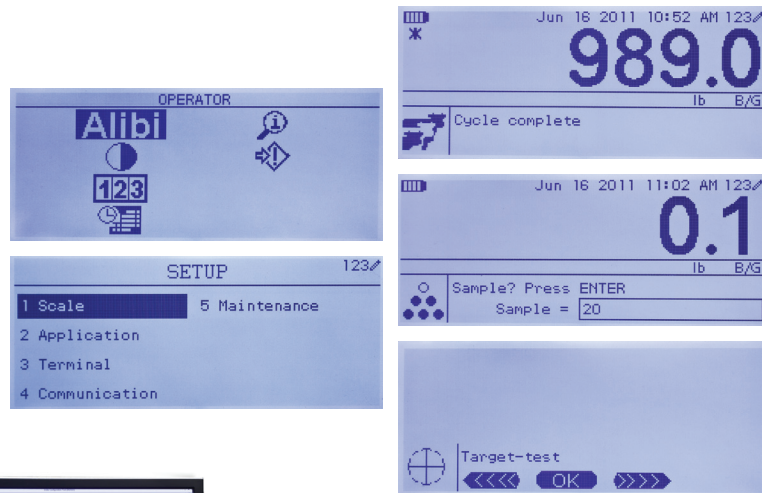 OPERATOR
Alibi
123
SETUP 123
1 Scale 5 Maintenance
2 Application
3 Terminal
4 Communication
Jun 16 2011 10:52 AM 123
989.0
lb B/G
Cycle complete
Jun 16 2011 11:02 AM 123
0.1
lb B/G
Sample? Press ENTER
Sample = 20
Target-test
<<<< OK >>>>